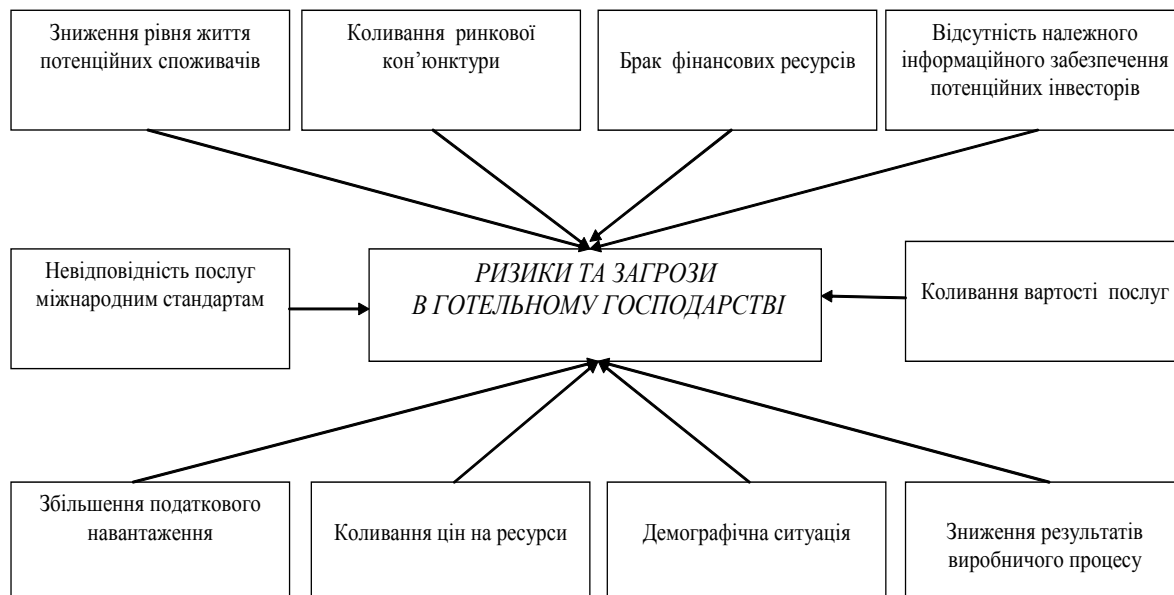 Зниження рівня життя
потенційних споживачів
Коливання ринкової
кон’юнктури
Брак фінансових ресурсів
Відсутність належного
інформаційного забезпечення
потенційних інвесторів
Невідповідність послуг
міжнародним стандартам
РИЗИКИ ТА ЗАГРОЗИ
В ГОТЕЛЬНОМУ ГОСПОДАРСТВІ
Коливання вартості послуг
Збільшення податкового
навантаження
Коливання цін на ресурси
Демографічна ситуація
Зниження результатів
виробничого процесу